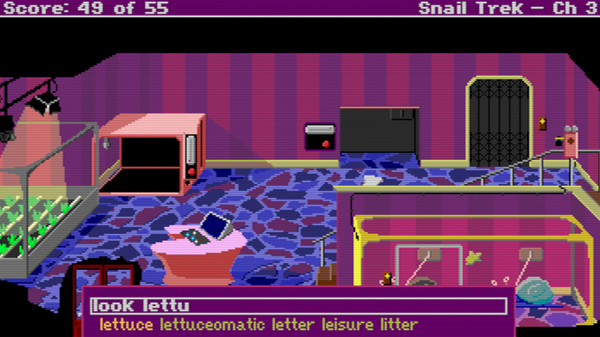 Score: 49 of 55
Snail Trek - Ch 3
look lettu
lettuce lettuceomatic letter leisure litter